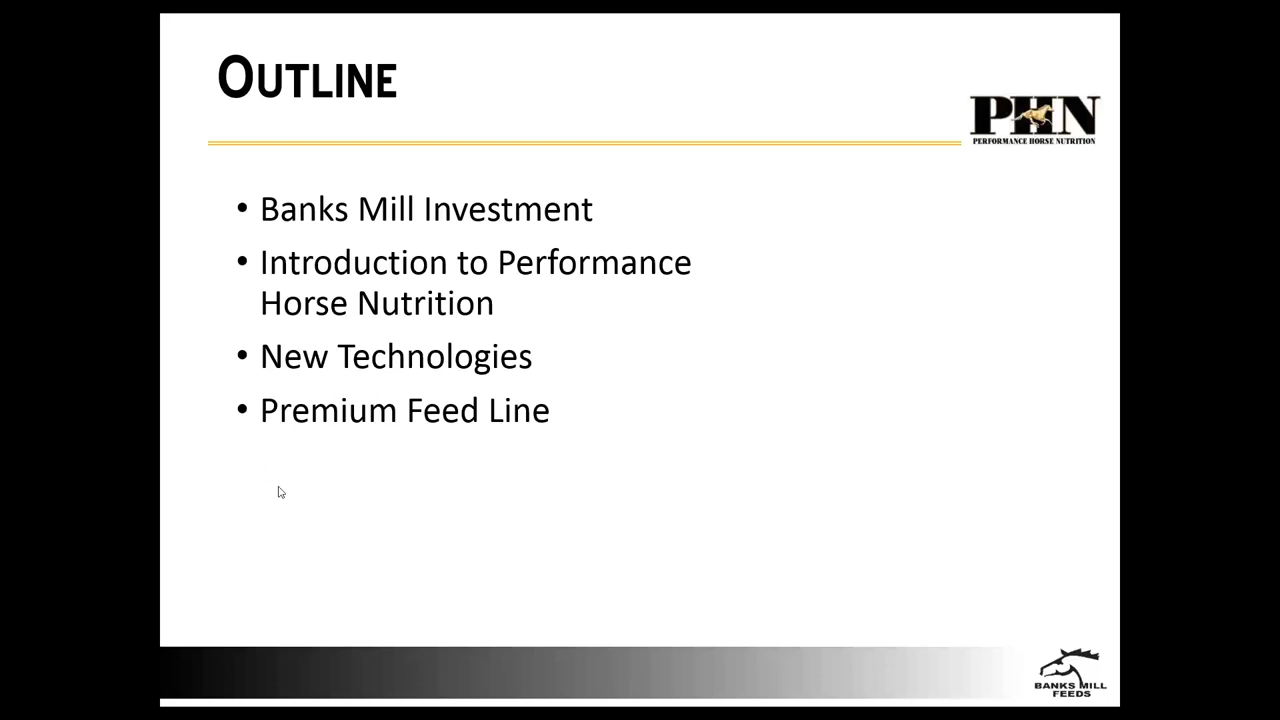 OUTLINE
PHN
PERFORMANCE HORSE NUTRITION
• Banks Mill Investment
• Introduction to Performance
Horse Nutrition
• New Technologies
• Premium Feed Line
BANKS MILL
FEEDS